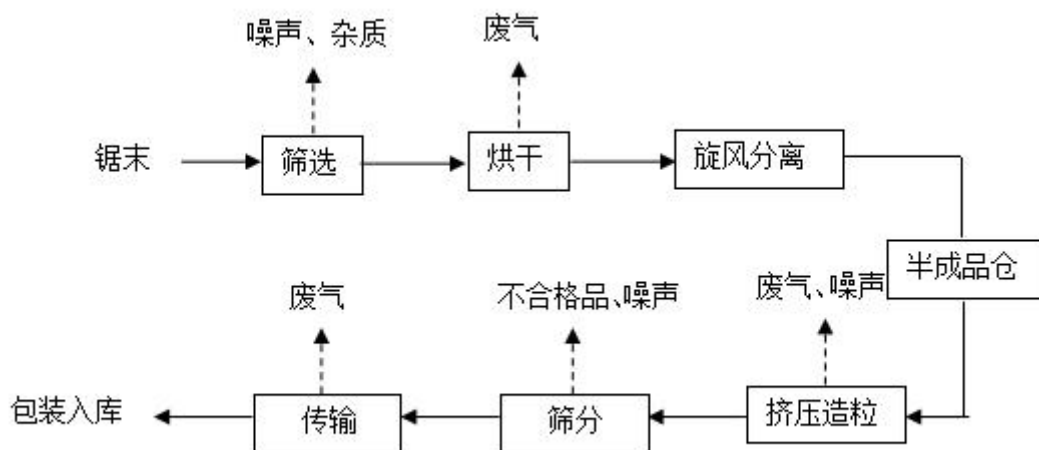 噪声、杂质
废气
锯末
筛选
烘干
旋风分离
半成品仓
废气
不合格品、噪声
废气、噪声
包装入库
传输
筛分
挤压造粒